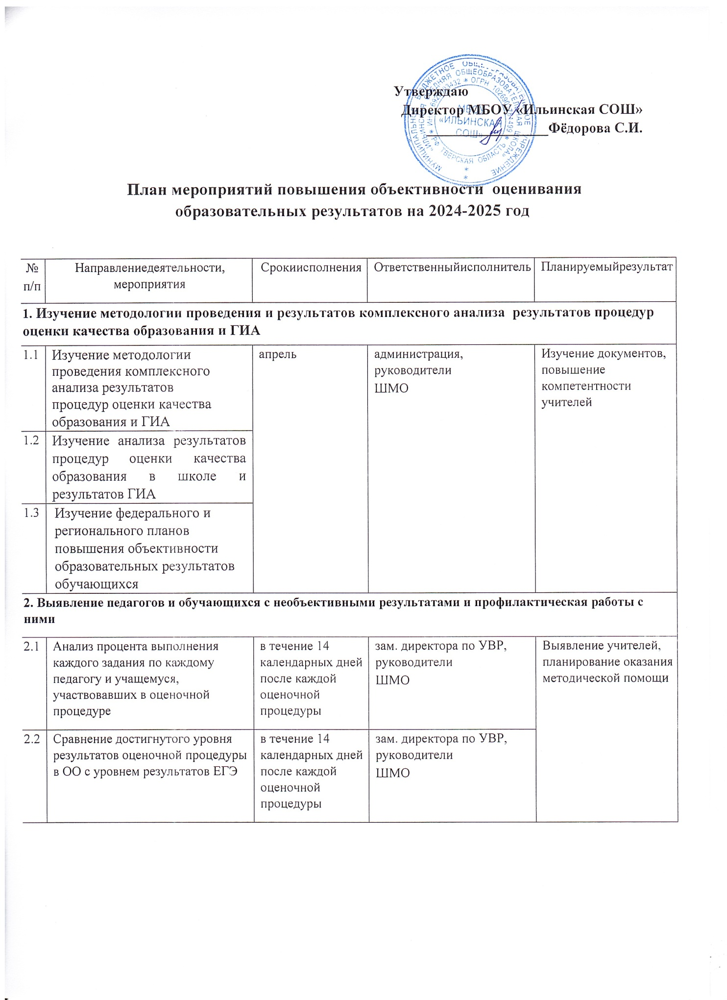 Утверждаю
Директор МБОУ «Ильинская СОШ»
Фёдорова С.И.
МБОУ
«ИЛЬИНСКАЯ
СОШ»
РФ ТВЕРСКАЯ ОБЛАСТЬ
План мероприятий повышения объективности оценивания
образовательных результатов на 2024-2025 год
№
п/п
Направлениедеятельности,
мероприятия
Срокиисполнения
Ответственныйисполнитель
Планируемыйрезультат
1. Изучение методологии проведения и результатов комплексного анализа результатов процедур
оценки качества образования и ГИА
1.1
Изучение методологии
проведения комплексного
анализа результатов
процедур оценки качества
образования и ГИА
апрель
администрация,
руководители
ШМО
Изучение документов,
повышение
компетентности
учителей
1.2
Изучение анализа результатов
процедур оценки качества
образования в школе и
результатов ГИА
1.3
Изучение федерального и
регионального планов
повышения объективности
образовательных результатов
обучающихся
2. Выявление педагогов и обучающихся с необъективными результатами и профилактическая работы с
ними
2.1
Анализ процента выполнения
каждого задания по каждому
педагогу и учащемуся,
участвовавших в оценочной
процедуре
в течение 14
календарных дней
после каждой
оценочной
процедуры
зам. директора по УВР,
руководители
ШМО
Выявление учителей,
планирование оказания
методической помощи
2.2
Сравнение достигнутого уровня
результатов оценочной процедуры
в ОО с уровнем результатов ЕГЭ
в течение 14
календарных дней
после каждой
оценочной
процедуры
зам. директора по УВР,
руководители
ШМО